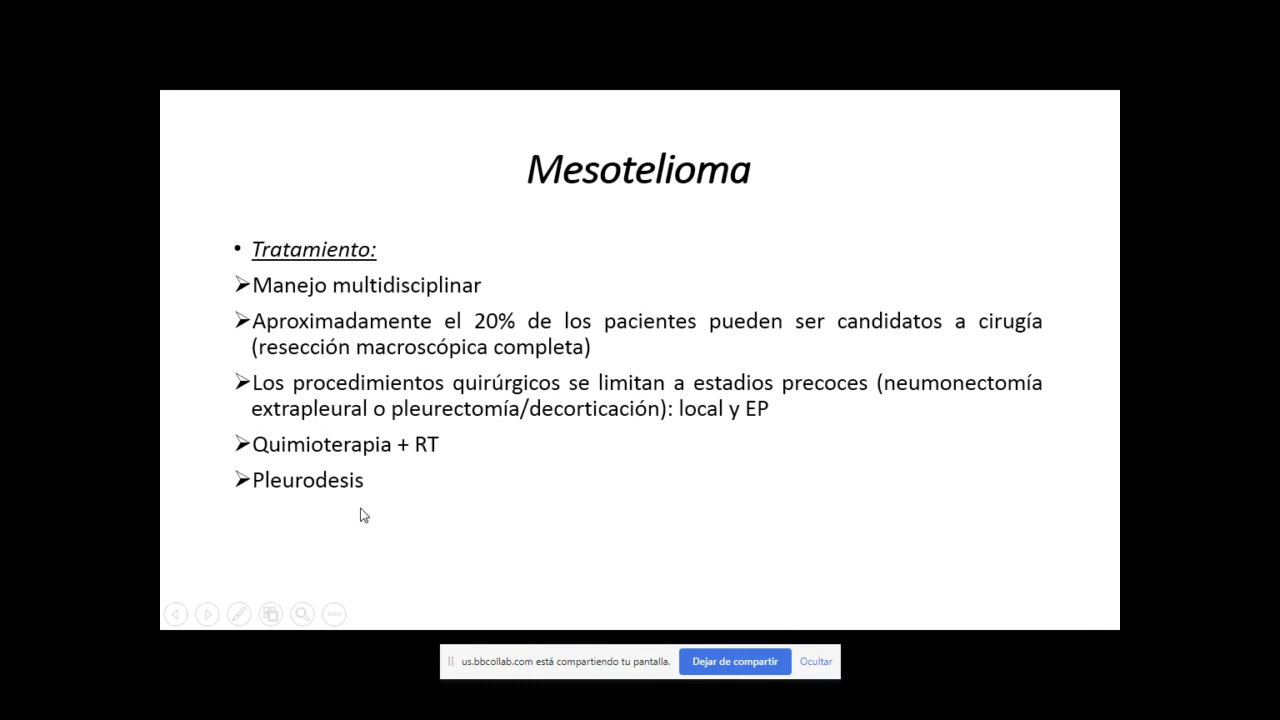 Mesotelioma
• Tratamiento:
➢Manejo multidisciplinar
➢Aproximadamente el 20% de los pacientes pueden ser candidatos a cirugía
(resección macroscópica completa)
➢Los procedimientos quirúrgicos se limitan a estadios precoces (neumonectomía
extrapleural o pleurectomía/decorticación): local y EP
➢Quimioterapia + RT
➢Pleurodesis
us.bbcollab.com está compartiendo tu pantalla. Dejar de compartir Ocultar